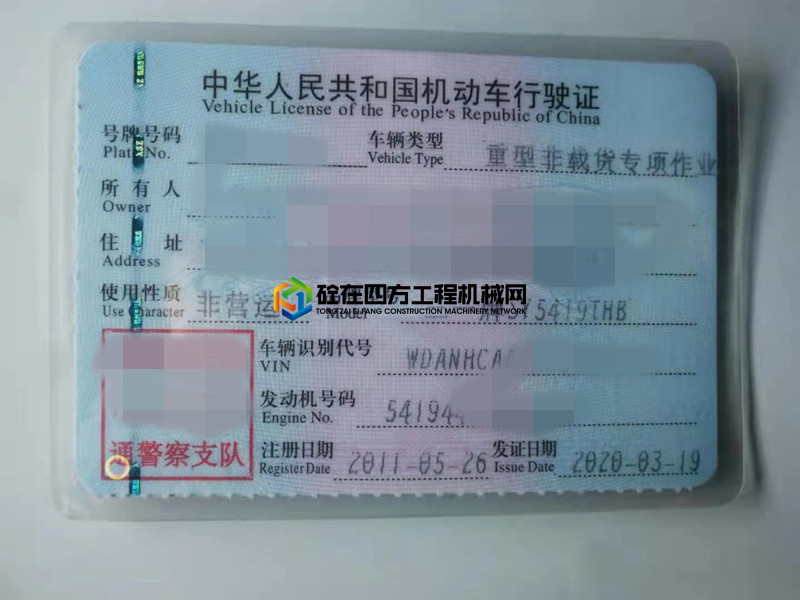 中华人民共和国机动车行驶证
Vehicle License of the People's Republic of China
号牌号码 车辆类型 重型非载货专项作业
Plate No. Vehicle Type
所有人
Owner
住址
Address
使用性质 非营运
Use Character Model 5419THB
砼在四方工程机械网
TONG ZAI SI FANG CONSTRUCTION MACHINERY NETWORK
车辆识别代号 WDANHCA
VIN
发动机号码 54194
Engine No.
注册日期 2011-05-26 发证日期 2020-03-19
Register Date Issue Date
通警察支队